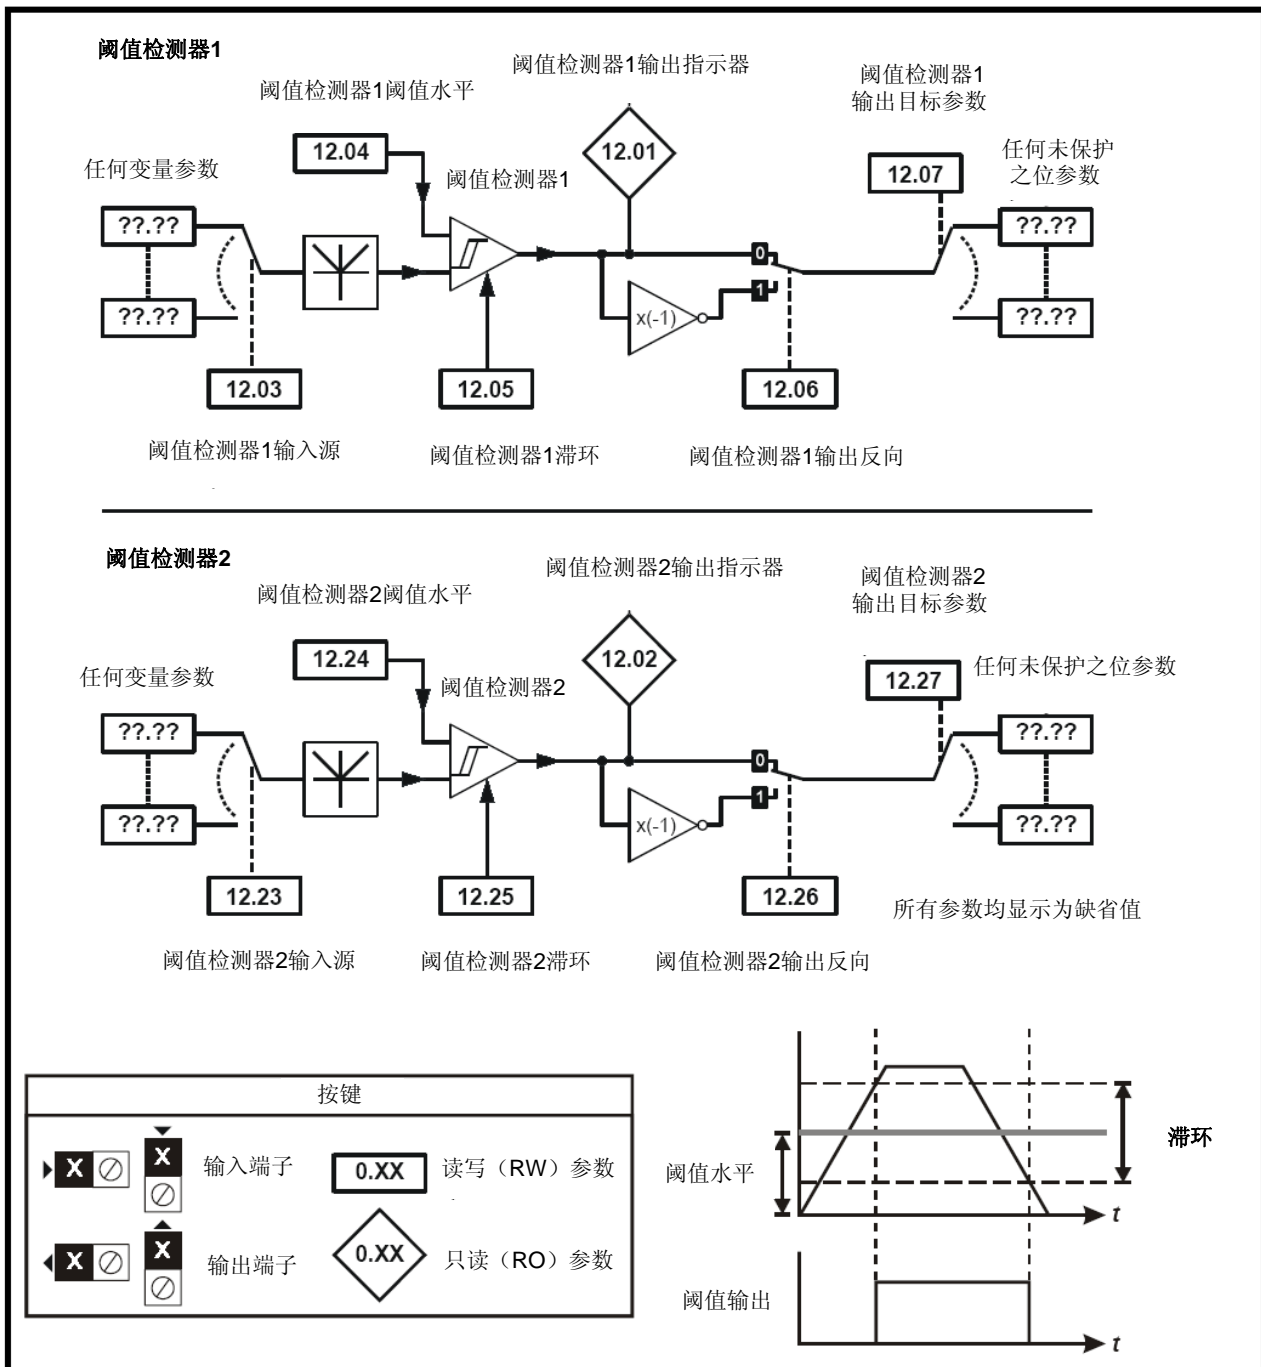 阈值检测器1
阈值检测器1输出指示器
阈值检测器1
输出目标参数
阈值检测器1阈值水平
12.04
12.01
12.07
任何未保护
之位参数
任何变量参数
阈值检测器1
??.??
??.??
0
1
x(-1)
??.??
??.??
12.03
12.05
12.06
阈值检测器1输入源
阈值检测器1滞环
阈值检测器1输出反向
阈值检测器2
阈值检测器2输出指示器
阈值检测器2
输出目标参数
阈值检测器2阈值水平
12.24
12.02
12.27
任何未保护之位参数
任何变量参数
阈值检测器2
??.??
??.??
0
1
x(-1)
??.??
??.??
12.23
12.25
12.26
所有参数均显示为缺省值
阈值检测器2输入源
阈值检测器2滞环
阈值检测器2输出反向
按键
X
X
输入端子
0.XX
读写（RW）参数
X
X
输出端子
0.XX
只读（RO）参数
滞环
阈值水平
t
阈值输出
t